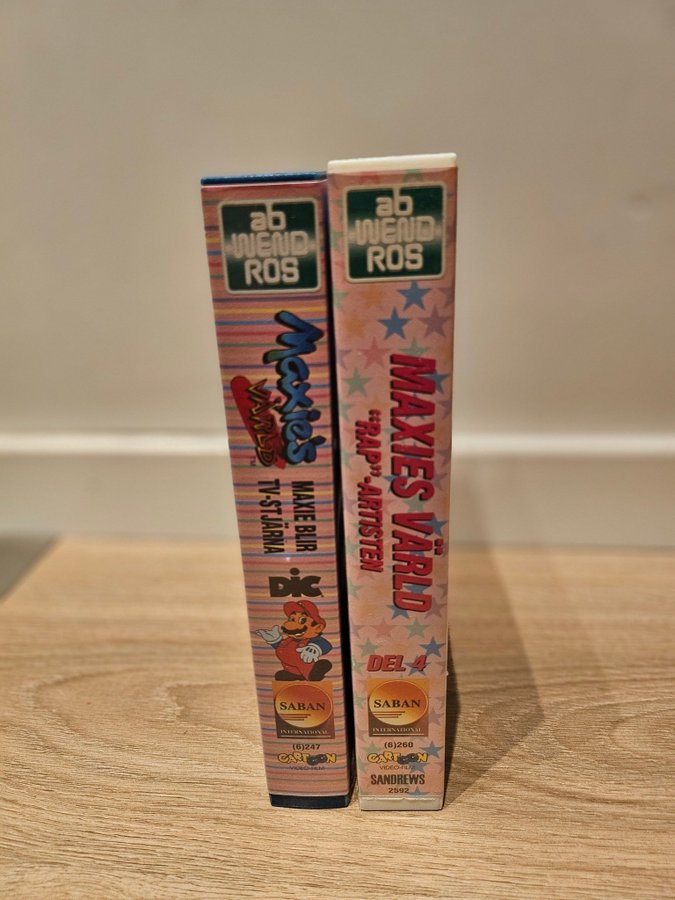 ab
WEND
ROS
Maxie's
VÄRLD™
MAXIE BLIR
TV-STJÄRNA
DIC
SABAN
INTERNATIONAL
(6)247
CARTOON
VIDEO-FILM
ab
WEND
ROS
MAXIES VÄRLD
"RAP"-ARTISTEN
DEL 4
SABAN
INTERNATIONAL
(6)260
CARTOON
VIDEO-FILM
SANDREWS
2592